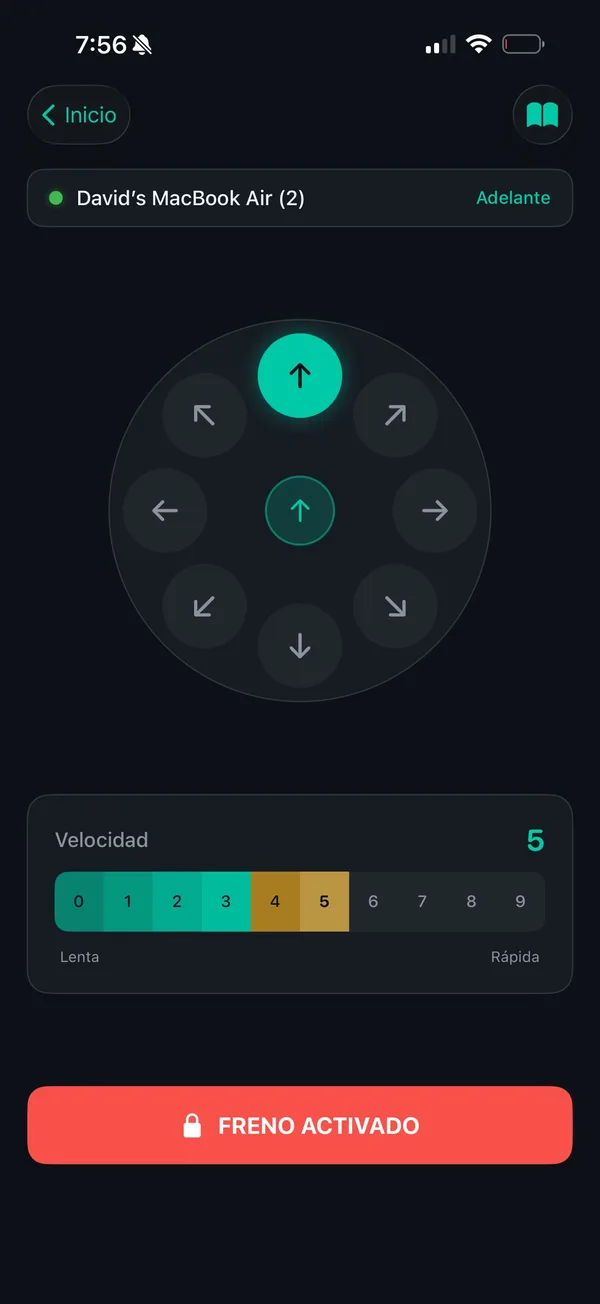 7:56
Inicio
David's MacBook Air (2) Adelante
Velocidad 5
0 1 2 3 4 5 6 7 8 9
Lenta Rápida
FRENO ACTIVADO